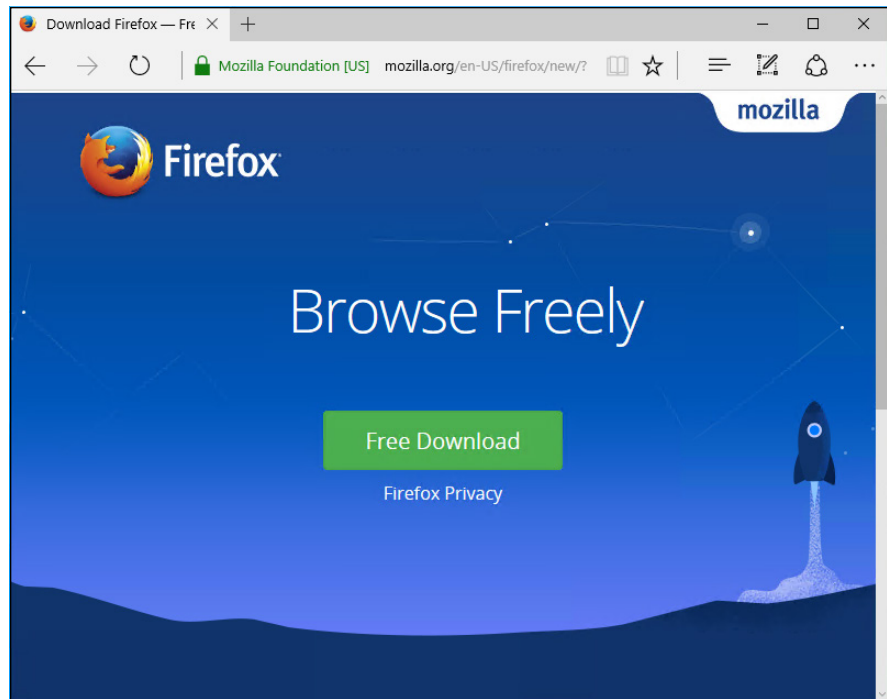 Download Firefox — Fre
Mozilla Foundation [US] mozilla.org/en-US/firefox/new/?
mozilla
Firefox
Browse Freely
Free Download
Firefox Privacy